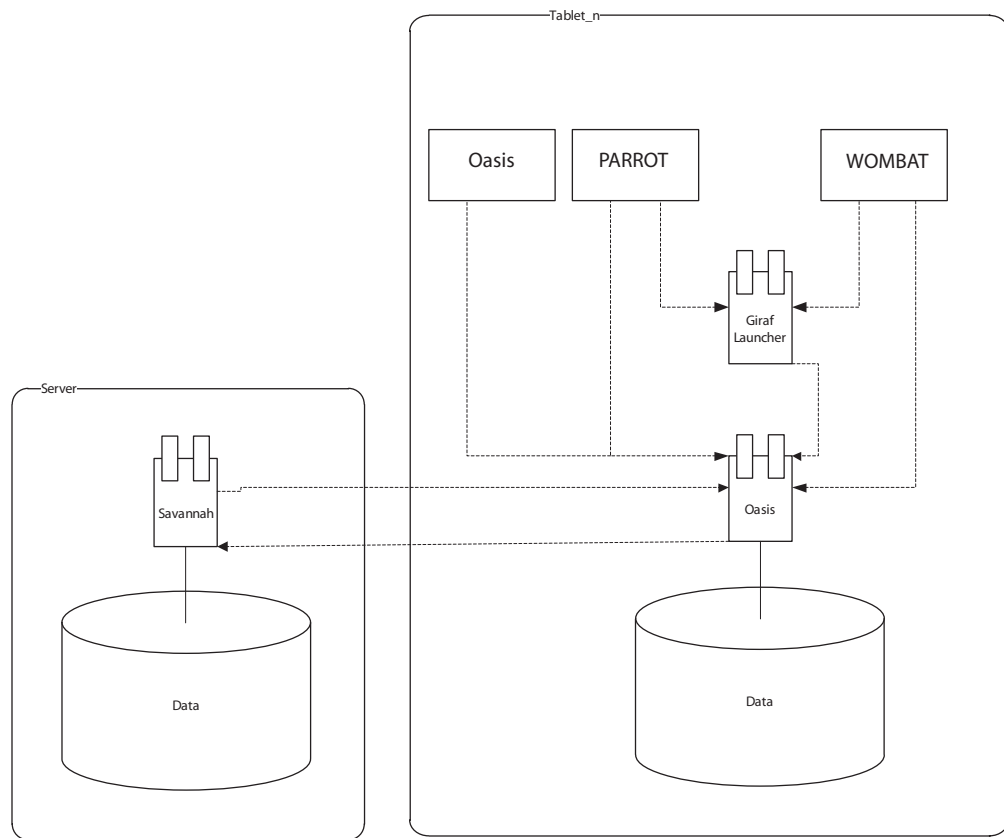 Tablet_n
Oasis
PARROT
WOMBAT
Giraf
Launcher
Server
Savannah
Oasis
Data
Data